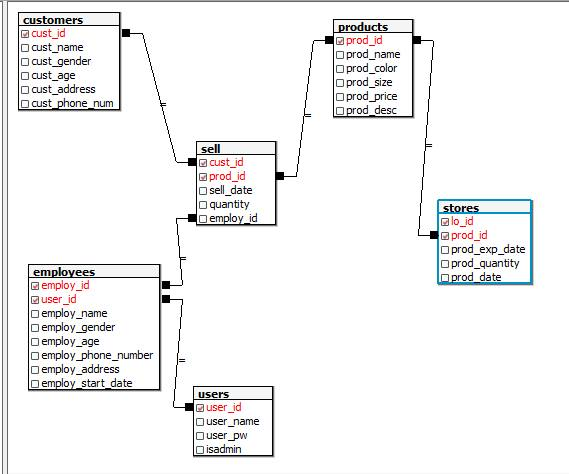 customers
cust_id
cust_name
cust_gender
cust_age
cust_address
cust_phone_num
products
prod_id
prod_name
prod_color
prod_size
prod_price
prod_desc
=
=
=
sell
cust_id
prod_id
sell_date
quantity
employ_id
stores
lo_id
prod_id
prod_exp_date
prod_quantity
prod_date
=
employees
employ_id
user_id
employ_name
employ_gender
employ_age
employ_phone_number
employ_address
employ_start_date
=
users
user_id
user_name
user_pw
isadmin